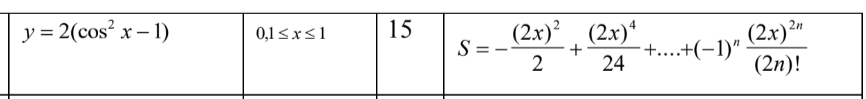 y = 2(cos² x – 1)
0,1 ≤ x ≤ 1
15
S = –(2x)²/2 + (2x)⁴/24 +....+(–1)ⁿ (2x)²ⁿ/(2n)!